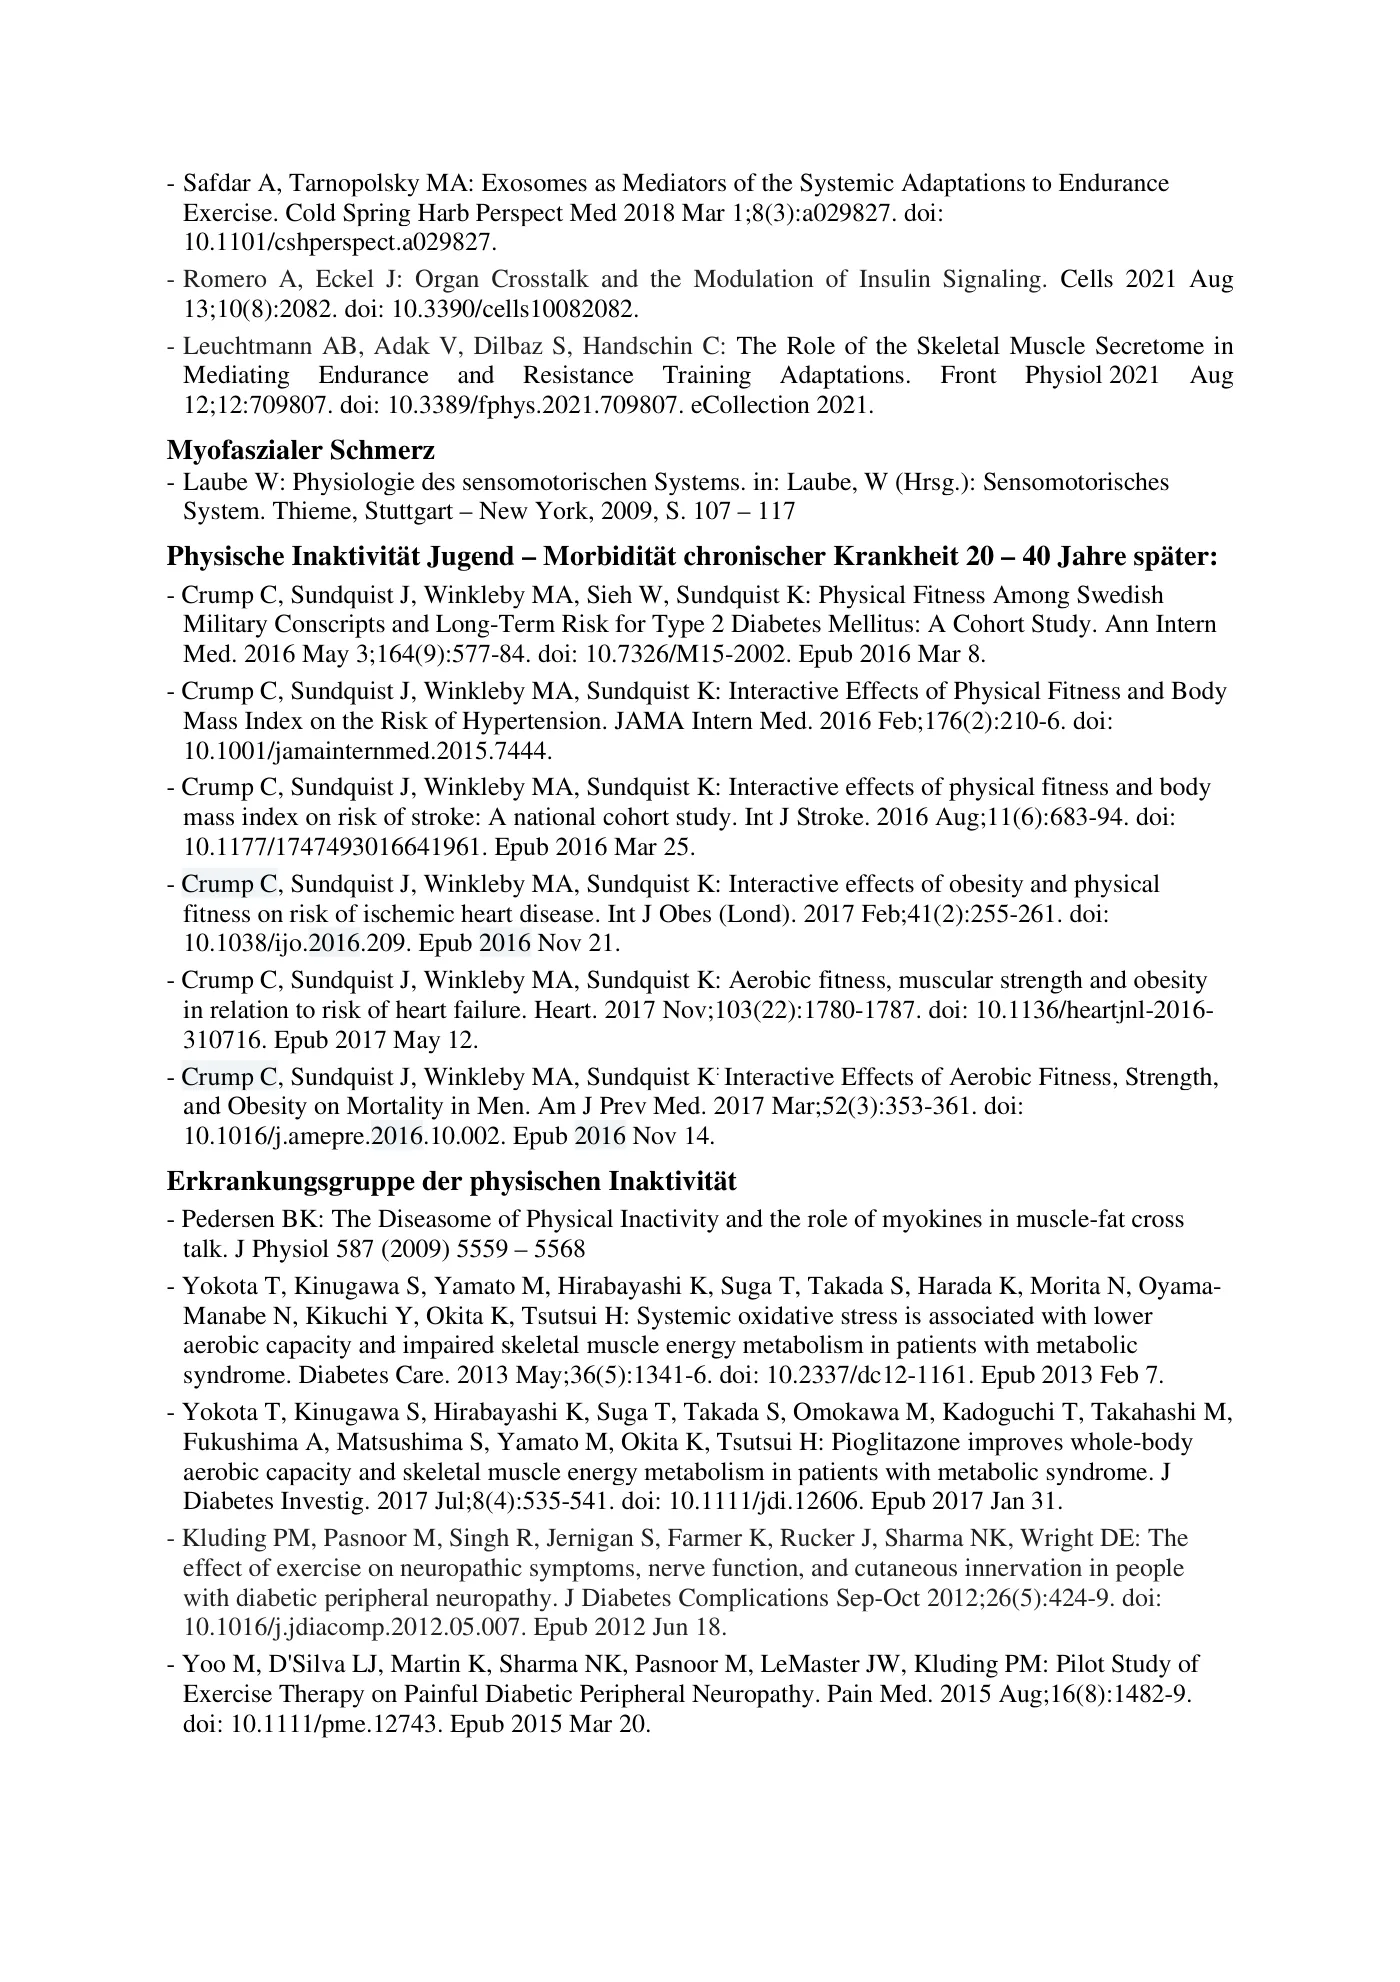 - Safdar A, Tarnopolsky MA: Exosomes as Mediators of the Systemic Adaptations to Endurance
Exercise. Cold Spring Harb Perspect Med 2018 Mar 1;8(3):a029827. doi:
10.1101/cshperspect.a029827.
- Romero A, Eckel J: Organ Crosstalk and the Modulation of Insulin Signaling. Cells 2021 Aug
13;10(8):2082. doi: 10.3390/cells10082082.
- Leuchtmann AB, Adak V, Dilbaz S, Handschin C: The Role of the Skeletal Muscle Secretome in
Mediating Endurance and Resistance Training Adaptations. Front Physiol 2021 Aug
12;12:709807. doi: 10.3389/fphys.2021.709807. eCollection 2021.
Myofaszialer Schmerz
- Laube W: Physiologie des sensomotorischen Systems. in: Laube, W (Hrsg.): Sensomotorisches
System. Thieme, Stuttgart – New York, 2009, S. 107 – 117
Physische Inaktivität Jugend – Morbidität chronischer Krankheit 20 – 40 Jahre später:
- Crump C, Sundquist J, Winkleby MA, Sieh W, Sundquist K: Physical Fitness Among Swedish
Military Conscripts and Long-Term Risk for Type 2 Diabetes Mellitus: A Cohort Study. Ann Intern
Med. 2016 May 3;164(9):577-84. doi: 10.7326/M15-2002. Epub 2016 Mar 8.
- Crump C, Sundquist J, Winkleby MA, Sundquist K: Interactive Effects of Physical Fitness and Body
Mass Index on the Risk of Hypertension. JAMA Intern Med. 2016 Feb;176(2):210-6. doi:
10.1001/jamainternmed.2015.7444.
- Crump C, Sundquist J, Winkleby MA, Sundquist K: Interactive effects of physical fitness and body
mass index on risk of stroke: A national cohort study. Int J Stroke. 2016 Aug;11(6):683-94. doi:
10.1177/1747493016641961. Epub 2016 Mar 25.
- Crump C, Sundquist J, Winkleby MA, Sundquist K: Interactive effects of obesity and physical
fitness on risk of ischemic heart disease. Int J Obes (Lond). 2017 Feb;41(2):255-261. doi:
10.1038/ijo.2016.209. Epub 2016 Nov 21.
- Crump C, Sundquist J, Winkleby MA, Sundquist K: Aerobic fitness, muscular strength and obesity
in relation to risk of heart failure. Heart. 2017 Nov;103(22):1780-1787. doi: 10.1136/heartjnl-2016-
310716. Epub 2017 May 12.
- Crump C, Sundquist J, Winkleby MA, Sundquist K: Interactive Effects of Aerobic Fitness, Strength,
and Obesity on Mortality in Men. Am J Prev Med. 2017 Mar;52(3):353-361. doi:
10.1016/j.amepre.2016.10.002. Epub 2016 Nov 14.
Erkrankungsgruppe der physischen Inaktivität
- Pedersen BK: The Diseasome of Physical Inactivity and the role of myokines in muscle-fat cross
talk. J Physiol 587 (2009) 5559 – 5568
- Yokota T, Kinugawa S, Yamato M, Hirabayashi K, Suga T, Takada S, Harada K, Morita N, Oyama-
Manabe N, Kikuchi Y, Okita K, Tsutsui H: Systemic oxidative stress is associated with lower
aerobic capacity and impaired skeletal muscle energy metabolism in patients with metabolic
syndrome. Diabetes Care. 2013 May;36(5):1341-6. doi: 10.2337/dc12-1161. Epub 2013 Feb 7.
- Yokota T, Kinugawa S, Hirabayashi K, Suga T, Takada S, Omokawa M, Kadoguchi T, Takahashi M,
Fukushima A, Matsushima S, Yamato M, Okita K, Tsutsui H: Pioglitazone improves whole-body
aerobic capacity and skeletal muscle energy metabolism in patients with metabolic syndrome. J
Diabetes Investig. 2017 Jul;8(4):535-541. doi: 10.1111/jdi.12606. Epub 2017 Jan 31.
- Kluding PM, Pasnoor M, Singh R, Jernigan S, Farmer K, Rucker J, Sharma NK, Wright DE: The
effect of exercise on neuropathic symptoms, nerve function, and cutaneous innervation in people
with diabetic peripheral neuropathy. J Diabetes Complications Sep-Oct 2012;26(5):424-9. doi:
10.1016/j.jdiacomp.2012.05.007. Epub 2012 Jun 18.
- Yoo M, D'Silva LJ, Martin K, Sharma NK, Pasnoor M, LeMaster JW, Kluding PM: Pilot Study of
Exercise Therapy on Painful Diabetic Peripheral Neuropathy. Pain Med. 2015 Aug;16(8):1482-9.
doi: 10.1111/pme.12743. Epub 2015 Mar 20.